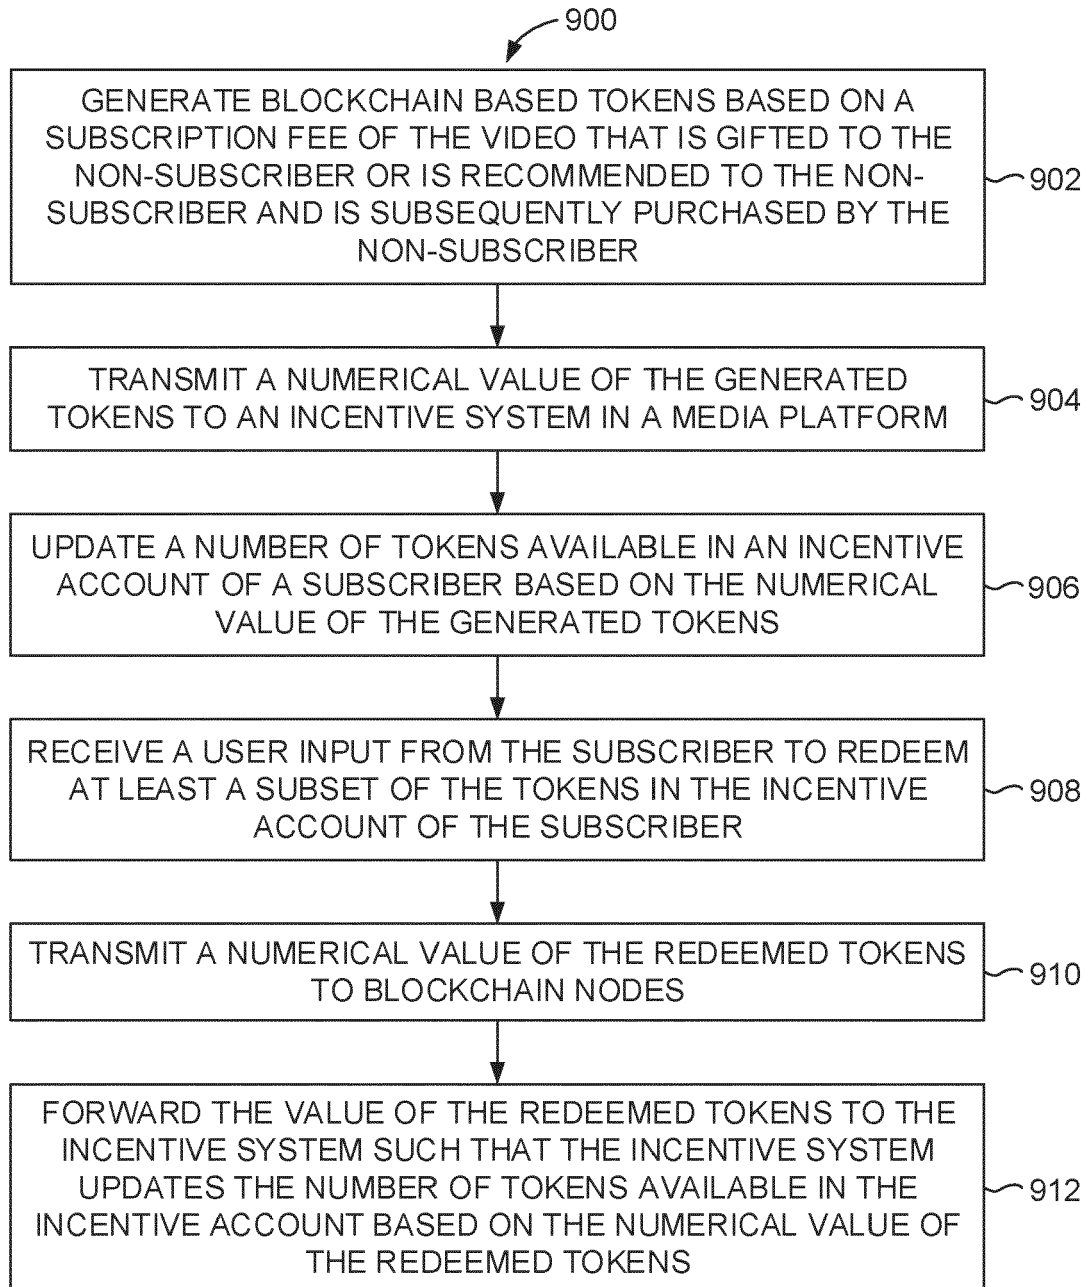 900
GENERATE BLOCKCHAIN BASED TOKENS BASED ON A
SUBSCRIPTION FEE OF THE VIDEO THAT IS GIFTED TO THE
NON-SUBSCRIBER OR IS RECOMMENDED TO THE NON-
SUBSCRIBER AND IS SUBSEQUENTLY PURCHASED BY THE
NON-SUBSCRIBER
902
TRANSMIT A NUMERICAL VALUE OF THE GENERATED
TOKENS TO AN INCENTIVE SYSTEM IN A MEDIA PLATFORM
904
UPDATE A NUMBER OF TOKENS AVAILABLE IN AN INCENTIVE
ACCOUNT OF A SUBSCRIBER BASED ON THE NUMERICAL
VALUE OF THE GENERATED TOKENS
906
RECEIVE A USER INPUT FROM THE SUBSCRIBER TO REDEEM
AT LEAST A SUBSET OF THE TOKENS IN THE INCENTIVE
ACCOUNT OF THE SUBSCRIBER
908
TRANSMIT A NUMERICAL VALUE OF THE REDEEMED TOKENS
TO BLOCKCHAIN NODES
910
FORWARD THE VALUE OF THE REDEEMED TOKENS TO THE
INCENTIVE SYSTEM SUCH THAT THE INCENTIVE SYSTEM
UPDATES THE NUMBER OF TOKENS AVAILABLE IN THE
INCENTIVE ACCOUNT BASED ON THE NUMERICAL VALUE OF
THE REDEEMED TOKENS
912